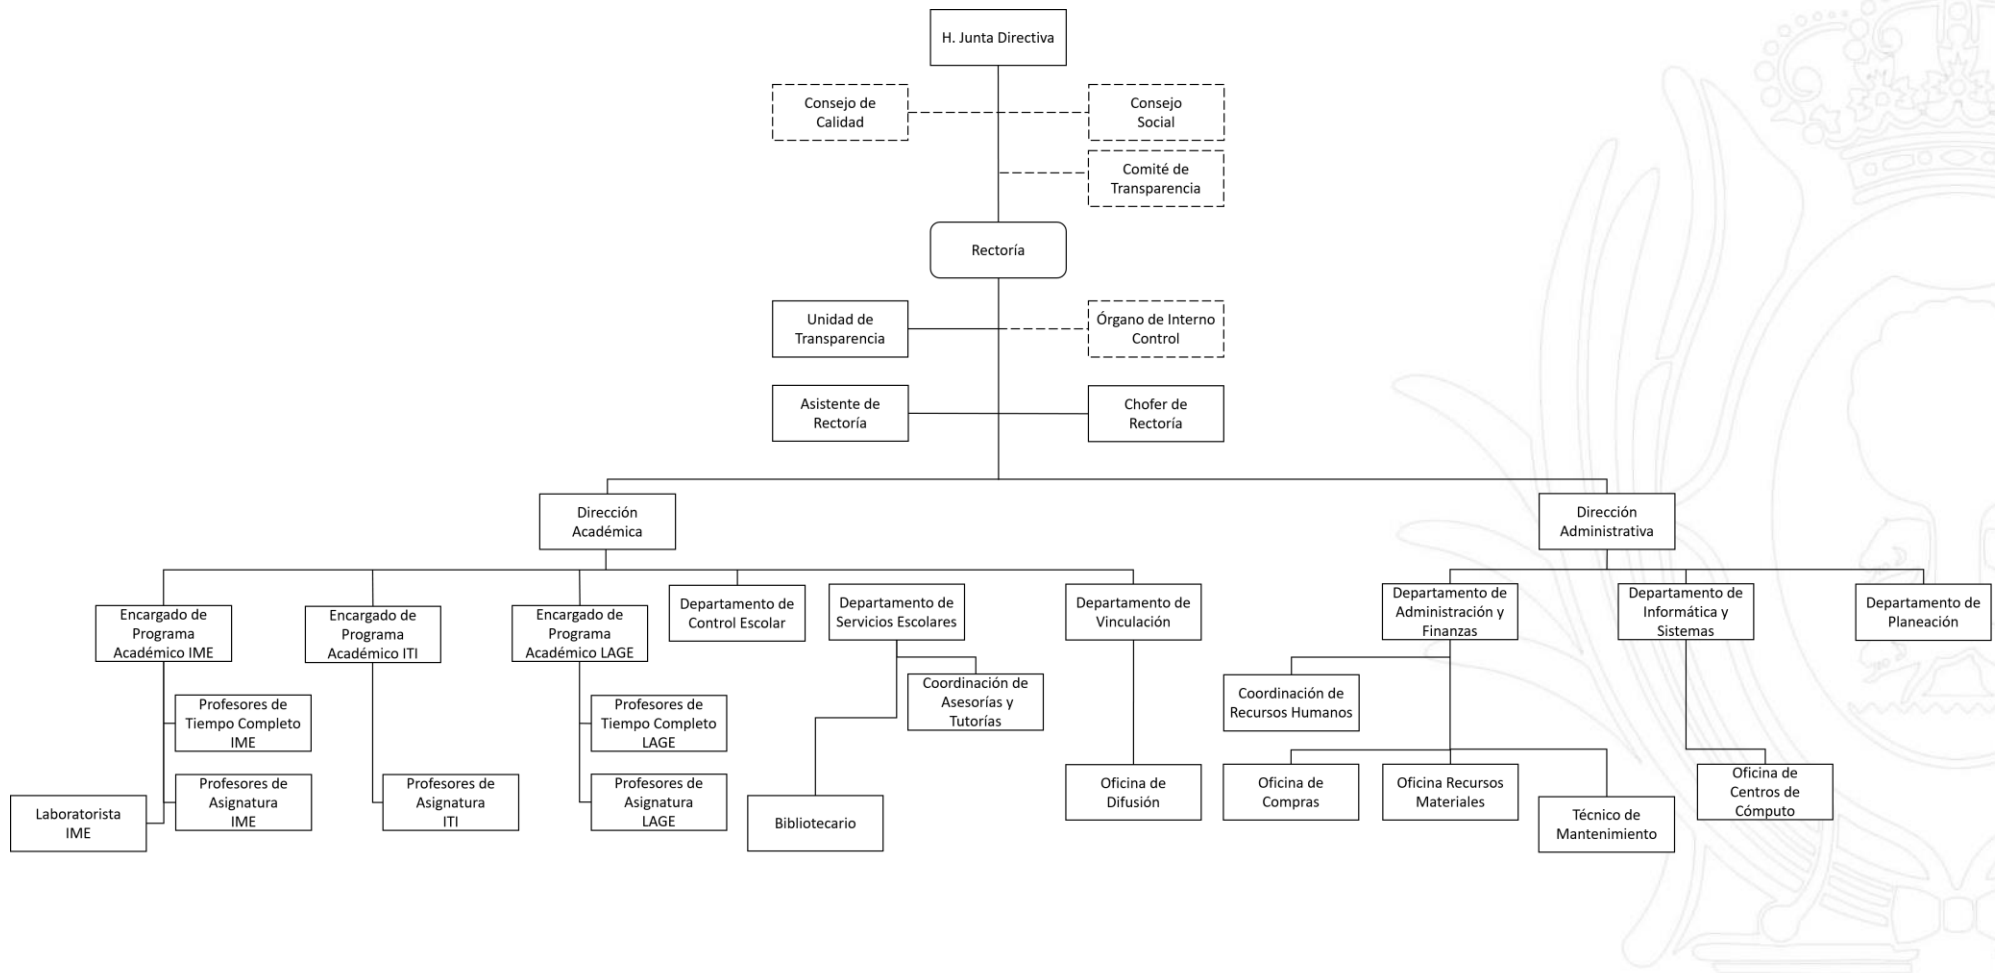 H. Junta Directiva
Consejo de
Calidad
Consejo
Social
Comité de
Transparencia
Rectoría
Unidad de
Transparencia
Órgano de Interno
Control
Asistente de
Rectoría
Chofer de
Rectoría
Dirección
Académica
Dirección
Administrativa
Encargado de
Programa
Académico IME
Encargado de
Programa
Académico ITI
Encargado de
Programa
Académico LAGE
Departamento de
Control Escolar
Departamento de
Servicios Escolares
Departamento de
Vinculación
Departamento de
Administración y
Finanzas
Departamento de
Informática y
Sistemas
Departamento de
Planeación
Profesores de
Tiempo Completo
IME
Profesores de
Tiempo Completo
LAGE
Coordinación de
Asesorías y
Tutorías
Coordinación de
Recursos Humanos
Laboratorista
IME
Profesores de
Asignatura
IME
Profesores de
Asignatura
ITI
Profesores de
Asignatura
LAGE
Bibliotecario
Oficina de
Difusión
Oficina de
Compras
Oficina Recursos
Materiales
Técnico de
Mantenimiento
Oficina de
Centros de
Cómputo